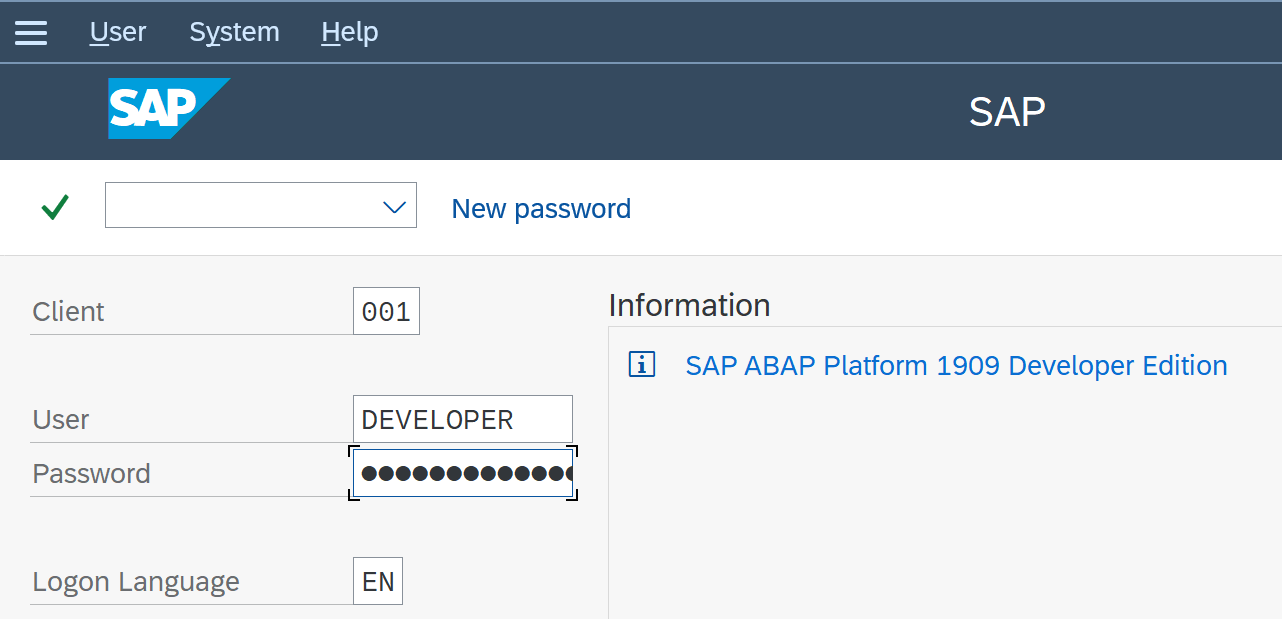 User System Help
SAP SAP
New password
Client 001
Information
SAP ABAP Platform 1909 Developer Edition
User DEVELOPER
Password
Logon Language EN